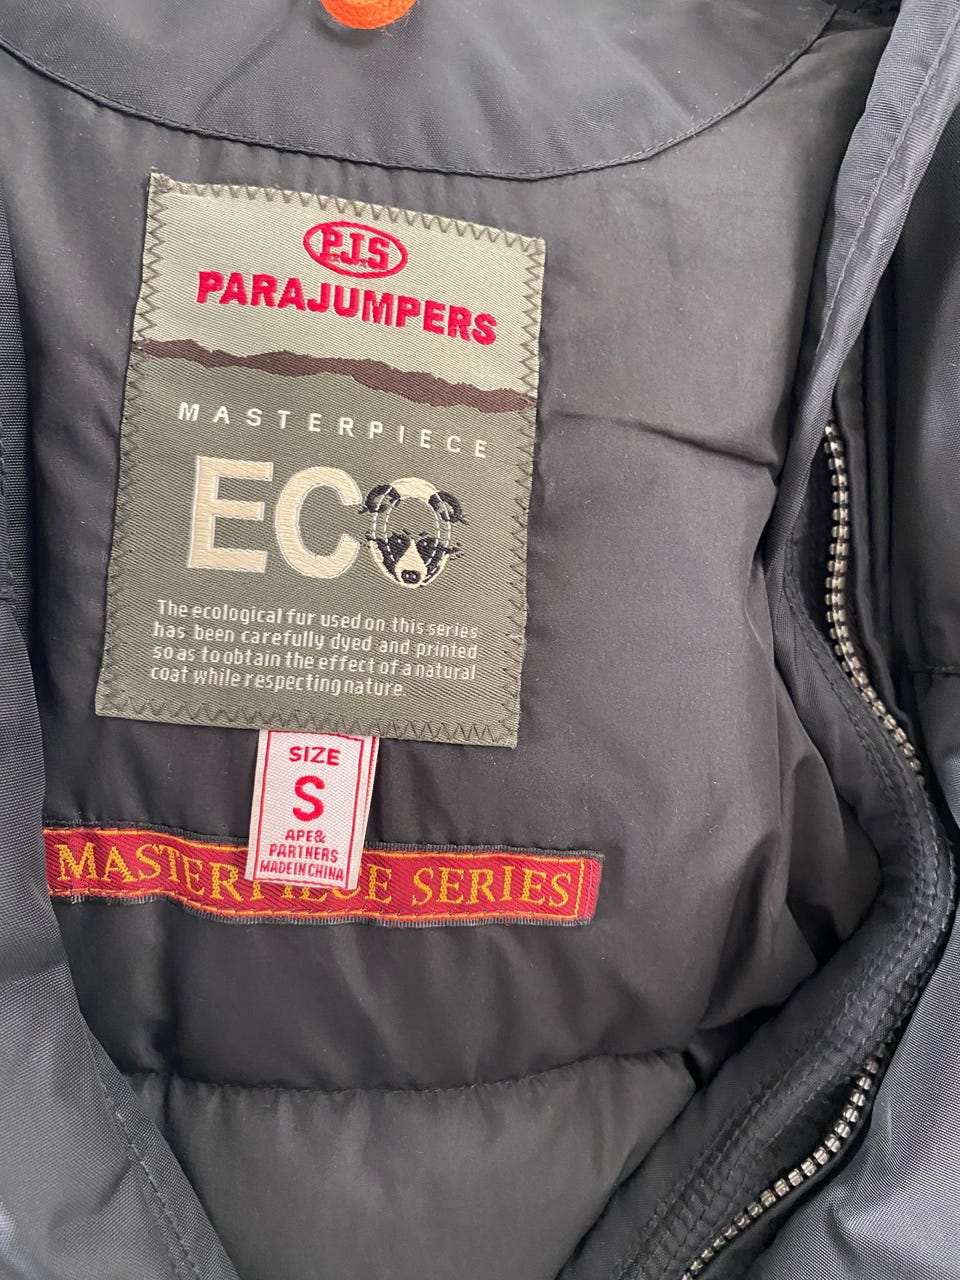 P.J.S
PARAJUMPERS
MASTERPIECE
ECO
The ecological fur used on this series
has been carefully dyed and printed
so as to obtain the effect of a natural
coat while respecting nature.
SIZE
S
APE&
PARTNERS
MADE IN CHINA
MASTERPIECE SERIES